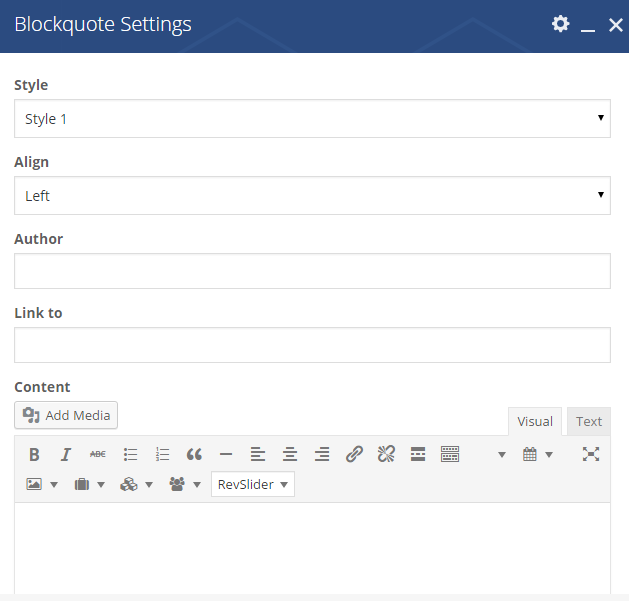 Blockquote Settings
Style
Style 1
Align
Left
Author
Link to
Content
Add Media
Visual Text
B I ABC
RevSlider